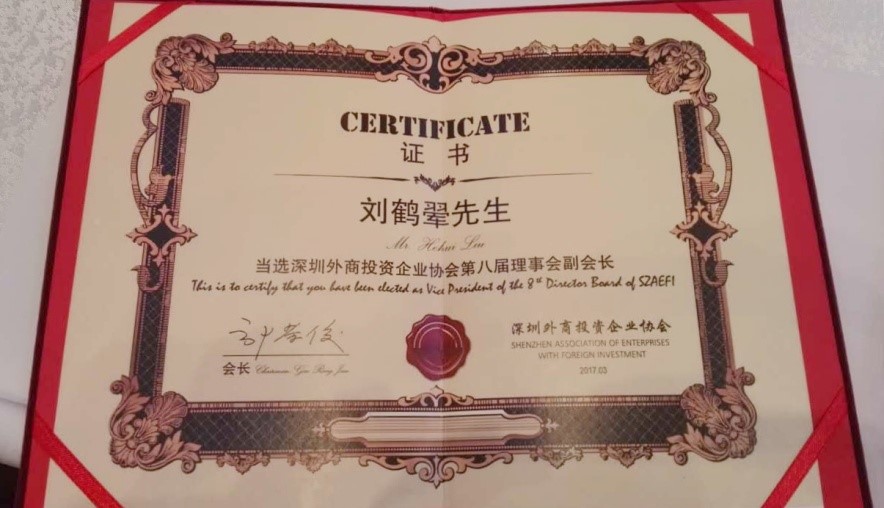 CERTIFICATE
证 书
刘鹤翚先生
Mr. Hehui Liu
当选深圳外商投资企业协会第八届理事会副会长
This is to certify that you have been elected as Vice President of the 8th Director Board of SZAEFI
会长 Chairman
深圳外商投资企业协会
SHENZHEN ASSOCIATION OF ENTERPRISES
WITH FOREIGN INVESTMENT
2017.03